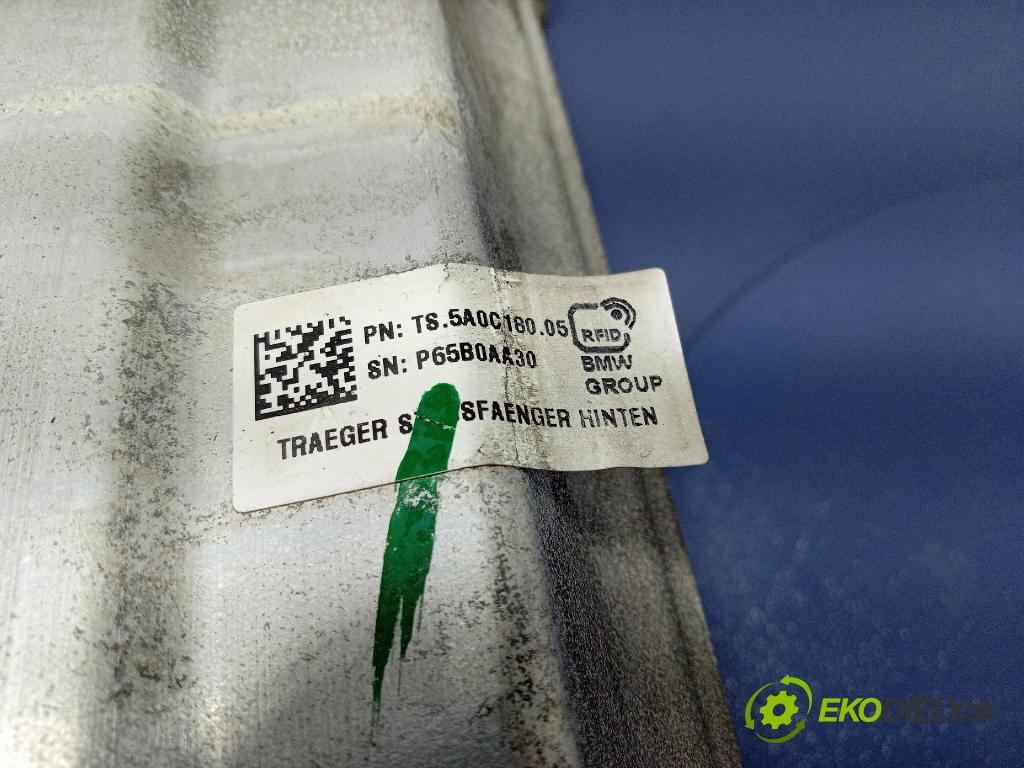 PN: TS.5A0C180.05
SN: P65B0AA30
RFID
BMW
GROUP
TRAEGER SFAENGER HINTEN
EKODIELY.sk